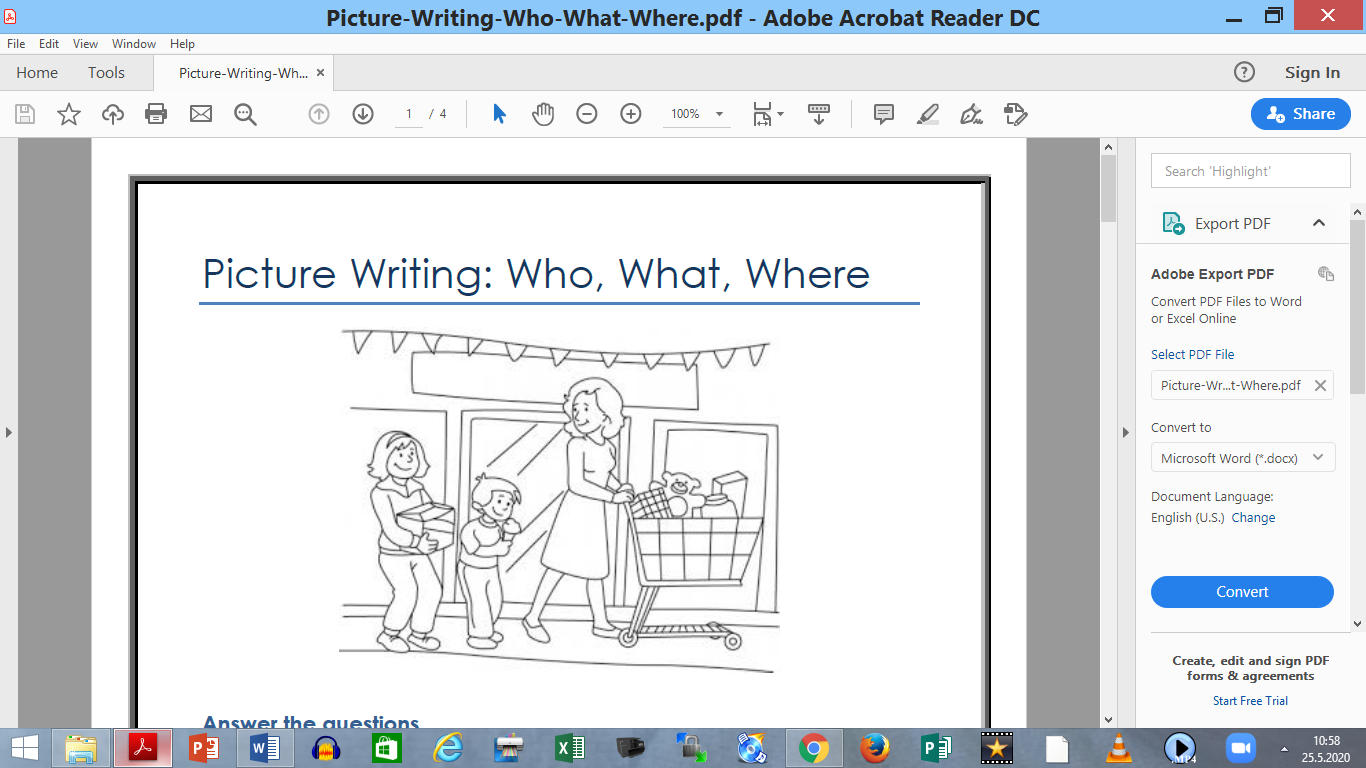 Picture-Writing-Who-What-Where.pdf - Adobe Acrobat Reader DC
File Edit View Window Help
Home Tools Picture-Writing-Wh... × ? Sign In
1 / 4 100% Share
Search 'Highlight'
Export PDF
Picture Writing: Who, What, Where
Adobe Export PDF
Convert PDF Files to Word
or Excel Online
Select PDF File
Picture-Wr...t-Where.pdf
Convert to
Microsoft Word (*.docx)
Document Language:
English (U.S.) Change
Convert
Create, edit and sign PDF
forms & agreements
Start Free Trial
Answer the questions
MP4
10:58
25.5.2020